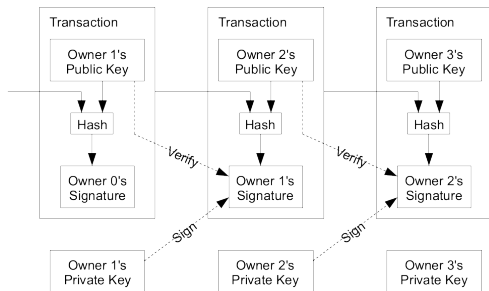 Transaction
Owner 1's
Public Key
Hash
Owner 0's
Signature
Transaction
Owner 2's
Public Key
Hash
Verify
Owner 1's
Signature
Sign
Transaction
Owner 3's
Public Key
Hash
Verify
Owner 2's
Signature
Sign
Owner 1's
Private Key
Owner 2's
Private Key
Owner 3's
Private Key